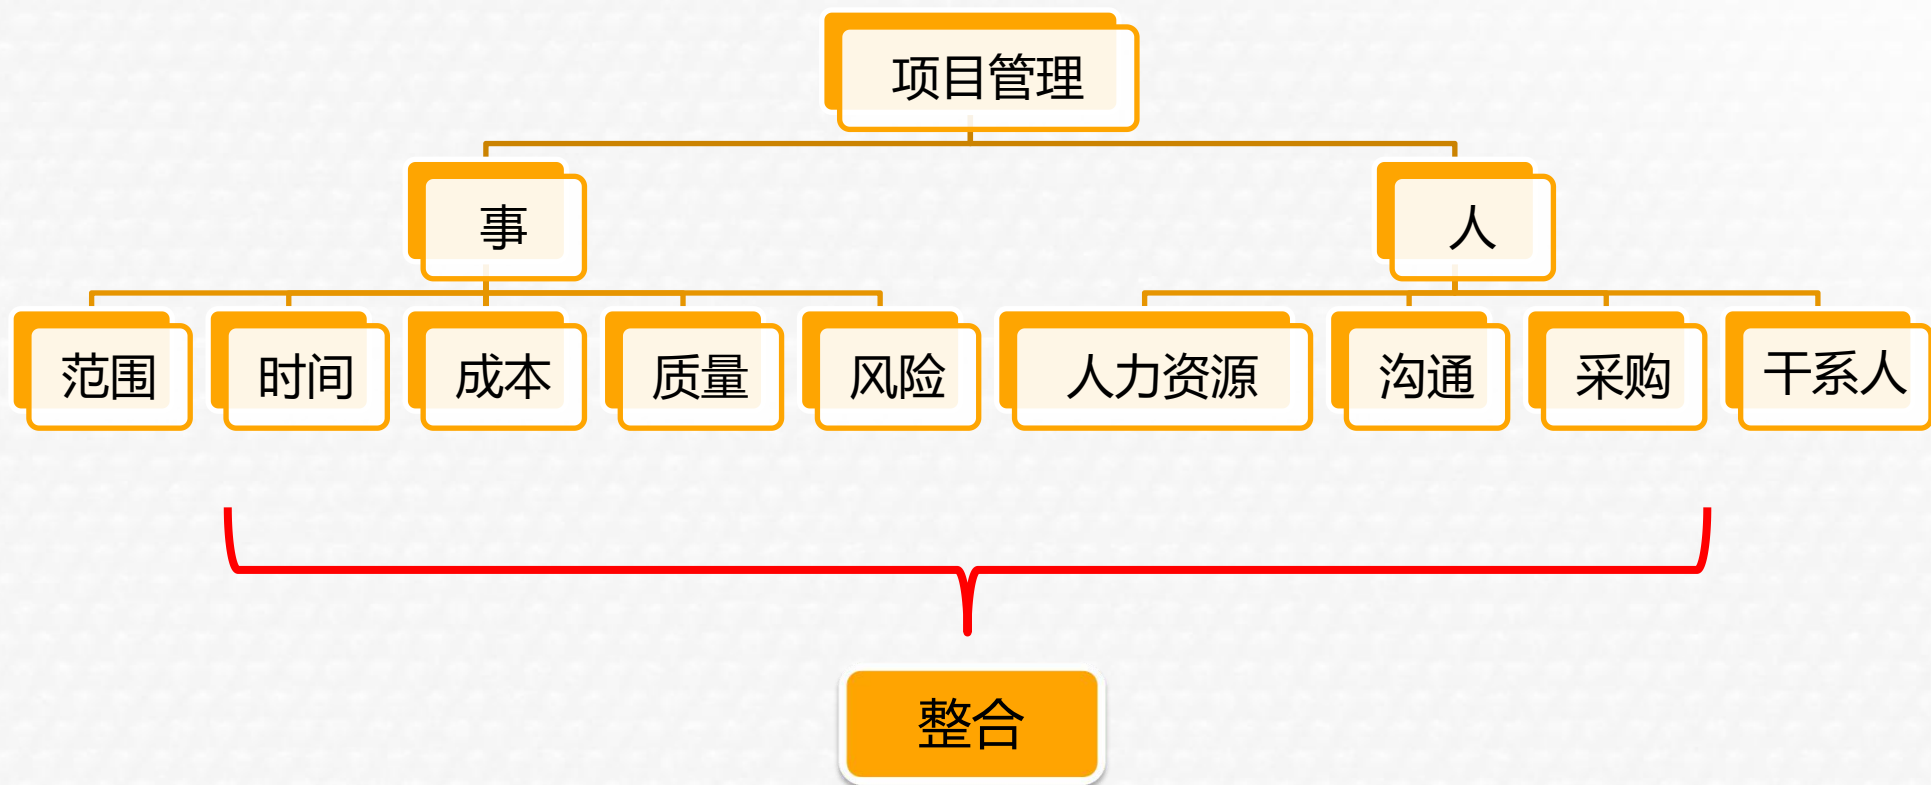 项目管理
事
人
范围
时间
成本
质量
风险
人力资源
沟通
采购
干系人
整合